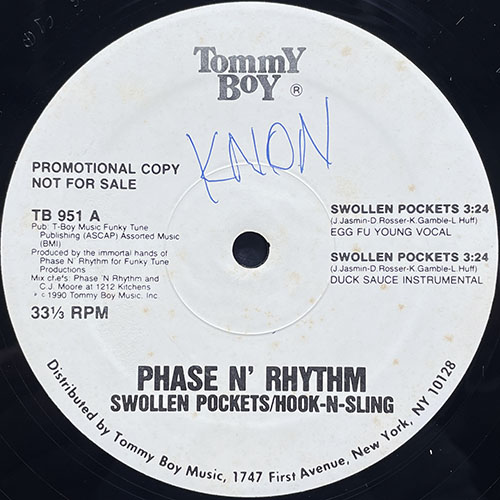 Tommy
Boy ®
KNON
PROMOTIONAL COPY
NOT FOR SALE
TB 951 A
Pub: T-Boy Music Funky Tune
Publishing (ASCAP) Assorted Music
(BMI)
Produced by the immortal hands of
Phase N' Rhythm for Funky Tune
Productions
Mix chefs: Phase 'N Rhythm and
C.J. Moore at 1212 Kitchens
℗ © 1990 Tommy Boy Music, Inc
33⅓ RPM
SWOLLEN POCKETS 3:24
(J.Jasmin-D.Rosser-K.Gamble-L.Huff)
EGG FU YOUNG VOCAL
SWOLLEN POCKETS 3:24
(J.Jasmin-D.Rosser-K.Gamble-L.Huff)
DUCK SAUCE INSTRUMENTAL
PHASE N' RHYTHM
SWOLLEN POCKETS/HOOK-N-SLING
Distributed by Tommy Boy Music, 1747 First Avenue, New York, NY 10128